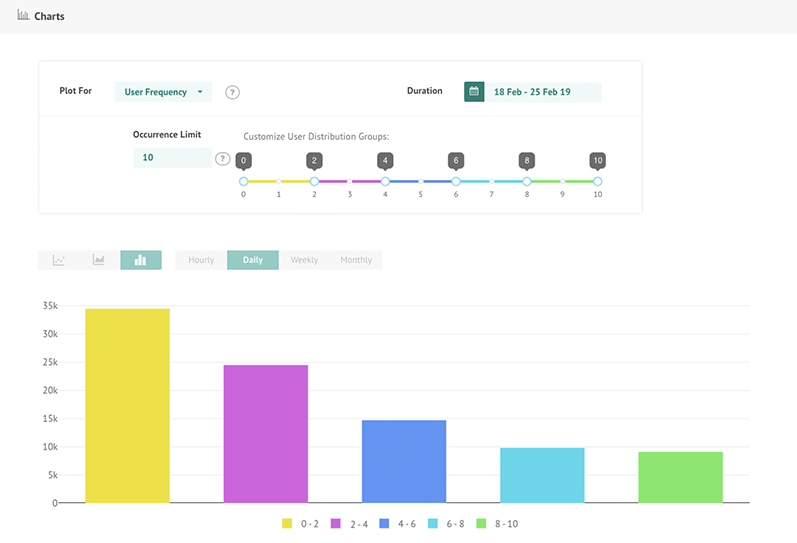 Charts
Plot For User Frequency ? Duration 18 Feb - 25 Feb 19
Occurrence Limit Customize User Distribution Groups:
10 ? 0 2 4 6 8 10
0 1 2 3 4 5 6 7 8 9 10
Hourly Daily Weekly Monthly
35k
30k
25k
20k
15k
10k
5k
0
0 - 2 2 - 4 4 - 6 6 - 8 8 - 10